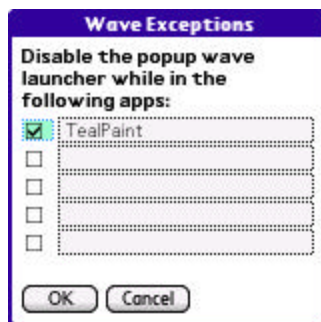 Wave Exceptions
Disable the popup wave
launcher while in the
following apps:
TealPaint
OK Cancel